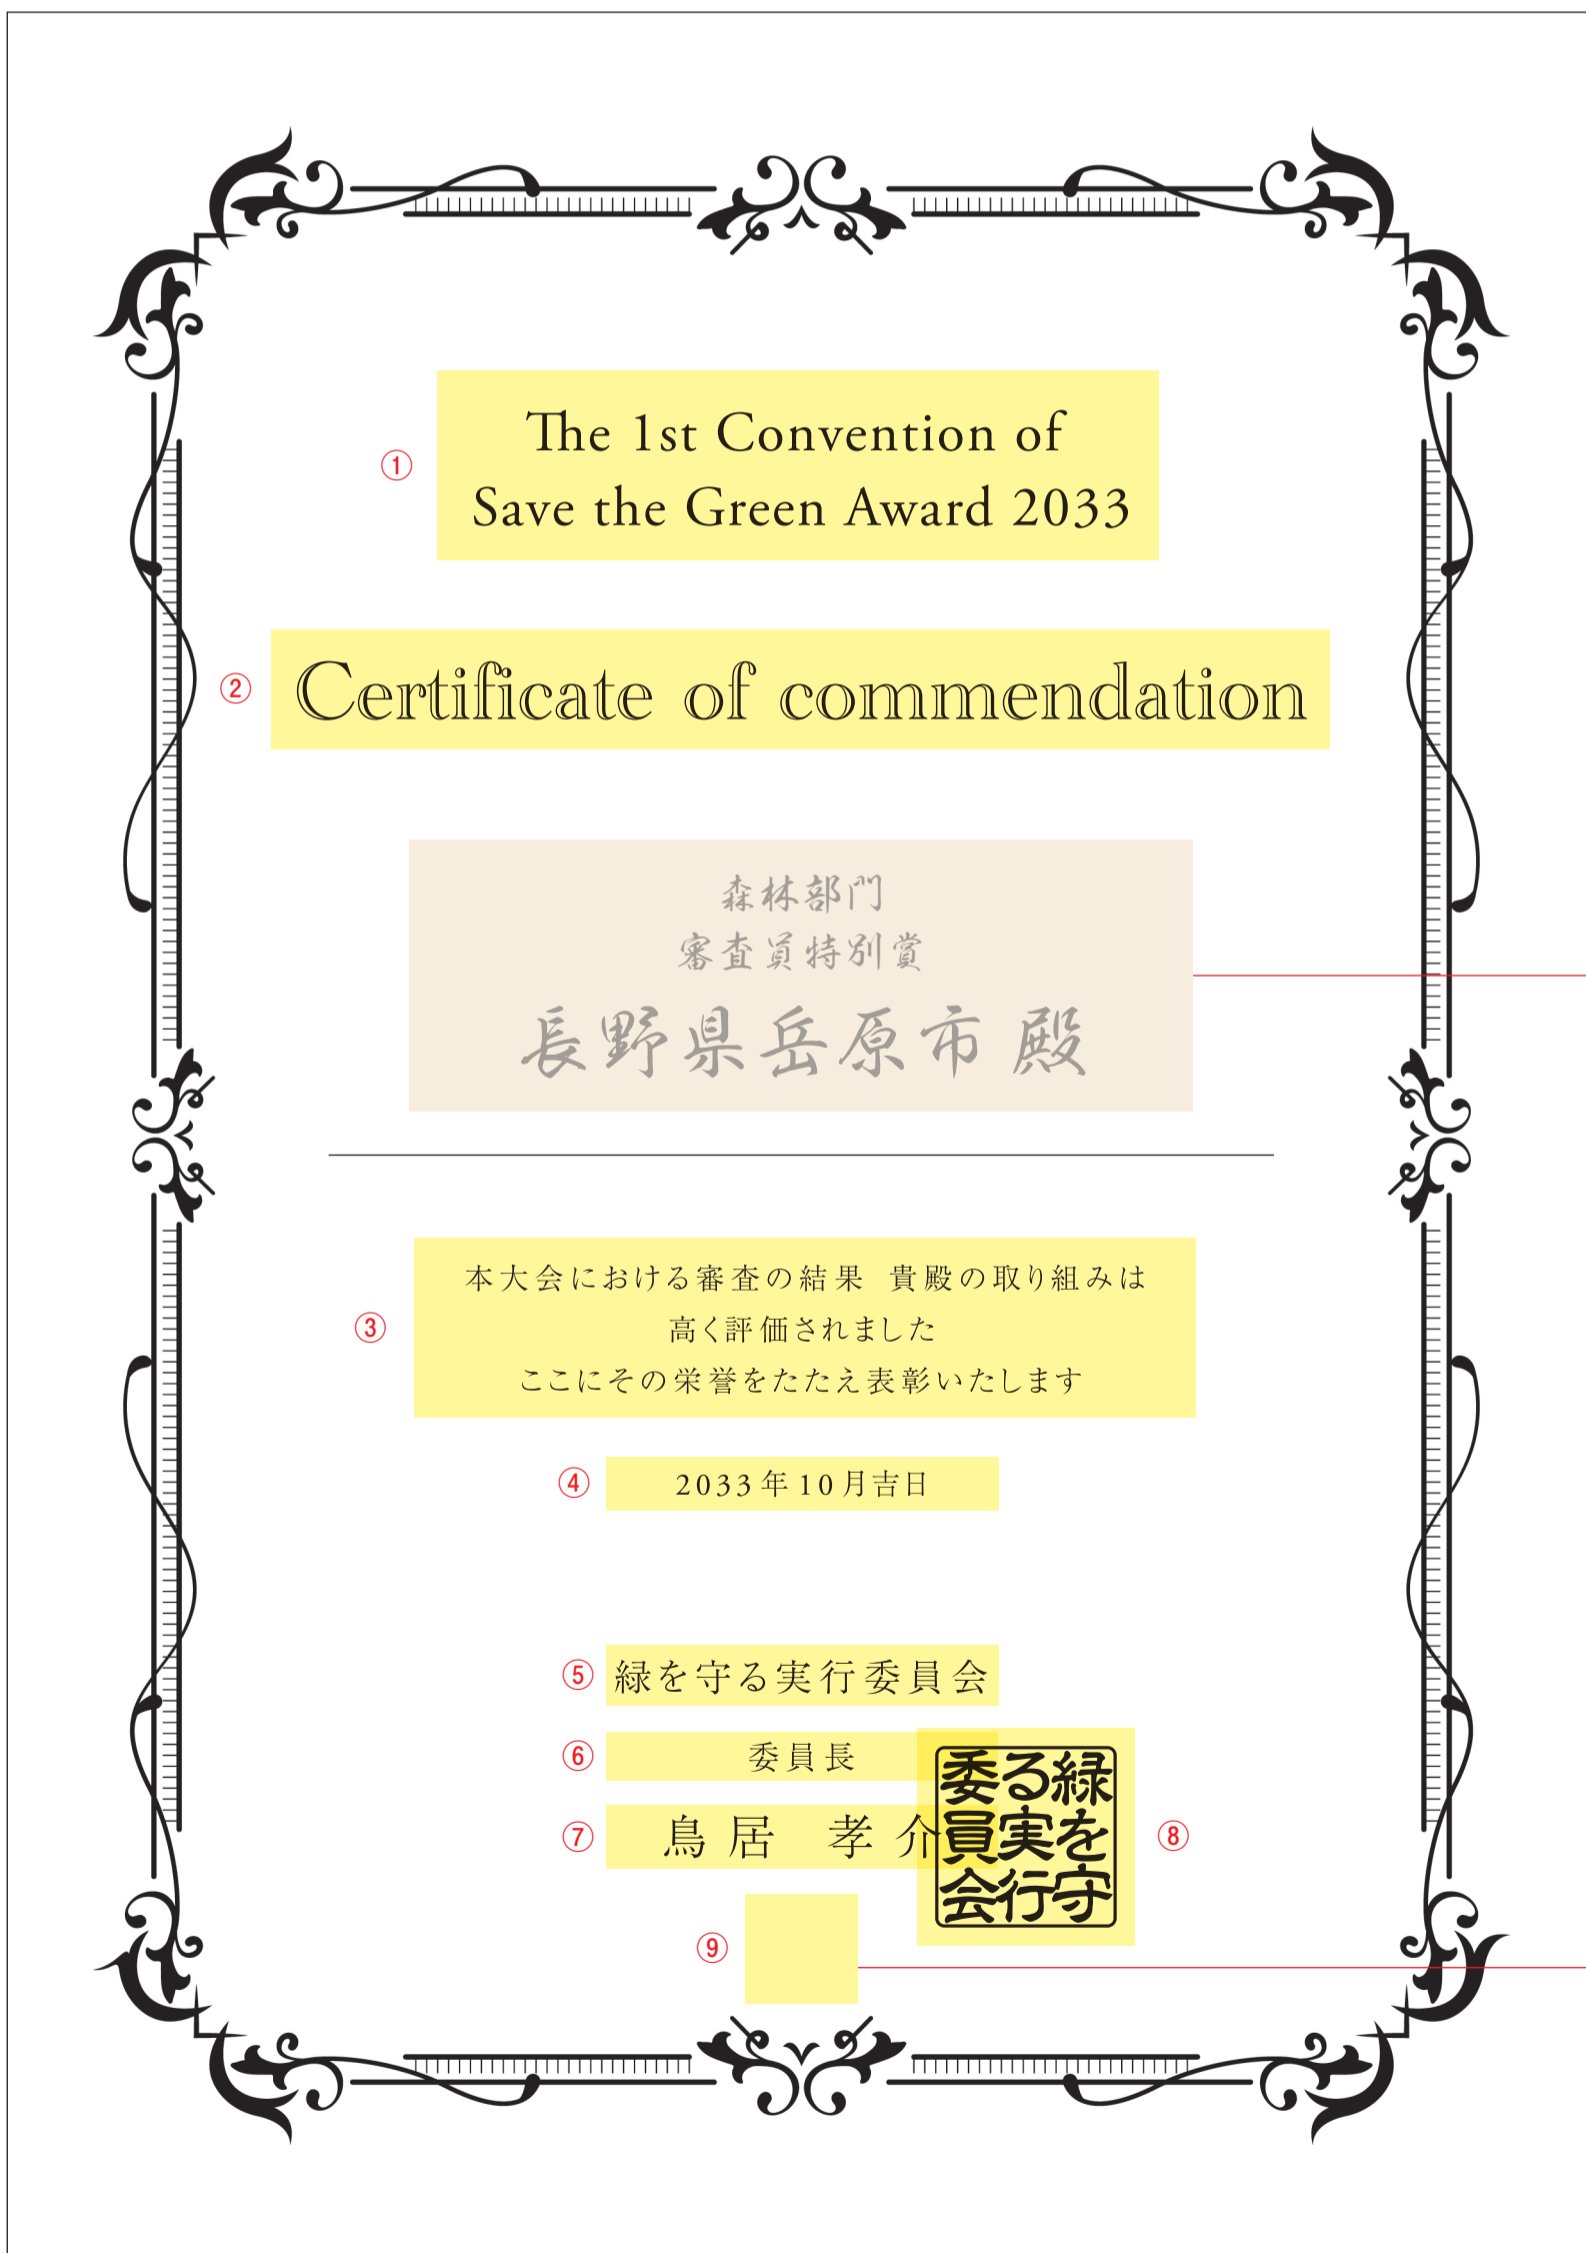 ①
The 1st Convention of
Save the Green Award 2033
②
Certificate of commendation
森林部門
審査員特別賞
長野県岳原市 殿
③
本大会における審査の結果 貴殿の取り組みは
高く評価されました
ここにその栄誉をたたえ表彰いたします
④
2033年10月吉日
⑤
緑を守る実行委員会
⑥
委員長
⑦
鳥居 孝介
緑を守
る実行
委員会
⑧
⑨